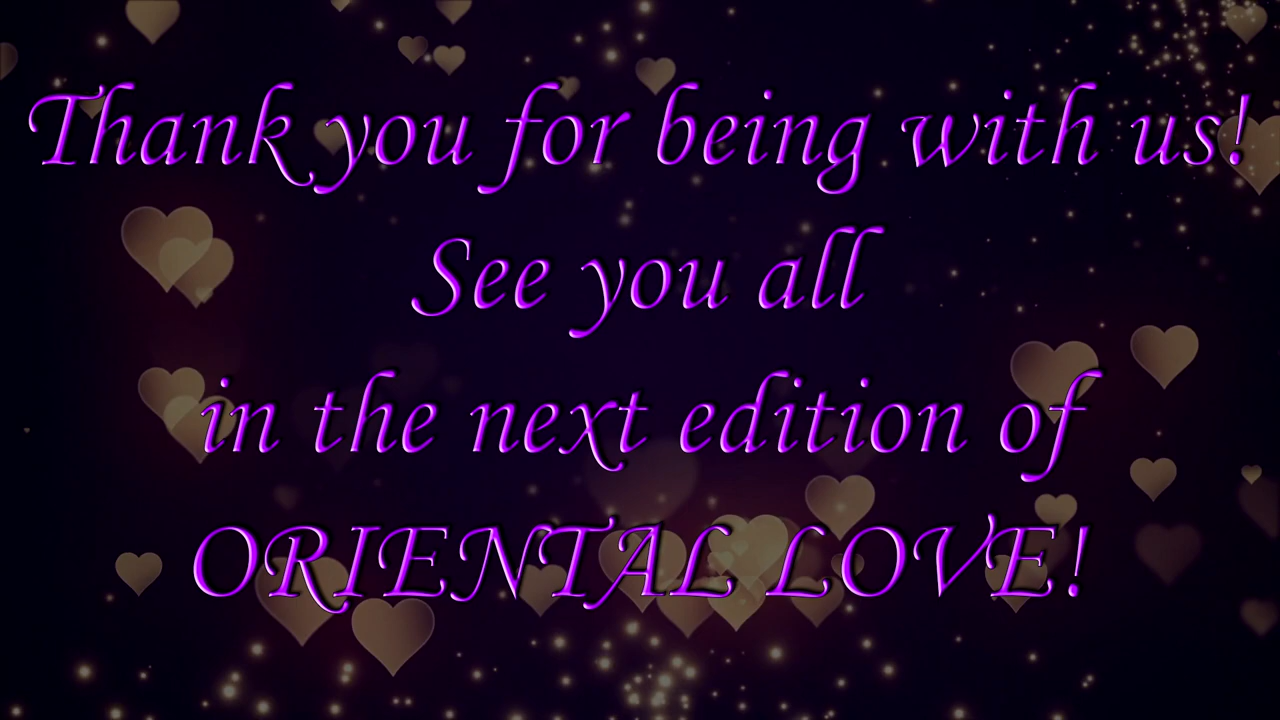 Thank you for being with us!
See you all
in the next edition of
ORIENTAL LOVE!